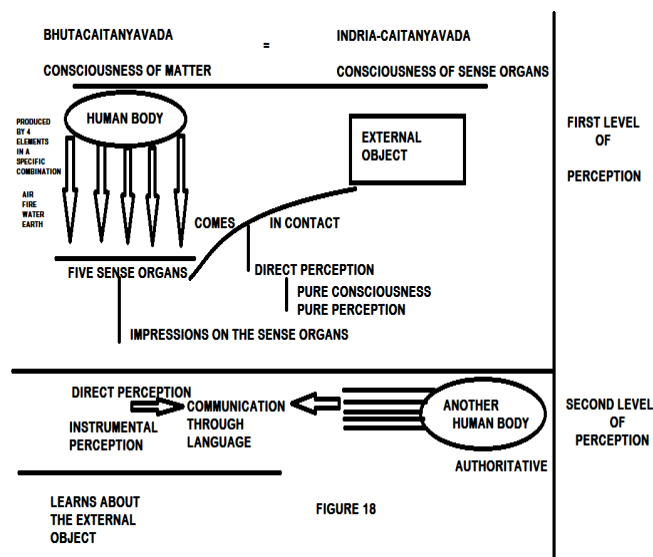 BHUTACAITANYAVADA
=
INDRIA-CAITANYAVADA
CONSCIOUSNESS OF MATTER
CONSCIOUSNESS OF SENSE ORGANS
PRODUCED
BY 4
ELEMENTS
IN A
SPECIFIC
COMBINATION
AIR
FIRE
WATER
EARTH
HUMAN BODY
EXTERNAL
OBJECT
FIRST LEVEL
OF
PERCEPTION
COMES
IN CONTACT
FIVE SENSE ORGANS
DIRECT PERCEPTION
PURE CONSCIOUSNESS
PURE PERCEPTION
IMPRESSIONS ON THE SENSE ORGANS
DIRECT PERCEPTION
INSTRUMENTAL
PERCEPTION
COMMUNICATION
THROUGH
LANGUAGE
ANOTHER
HUMAN BODY
AUTHORITATIVE
SECOND LEVEL
OF
PERCEPTION
LEARNS ABOUT
THE EXTERNAL
OBJECT
FIGURE 18